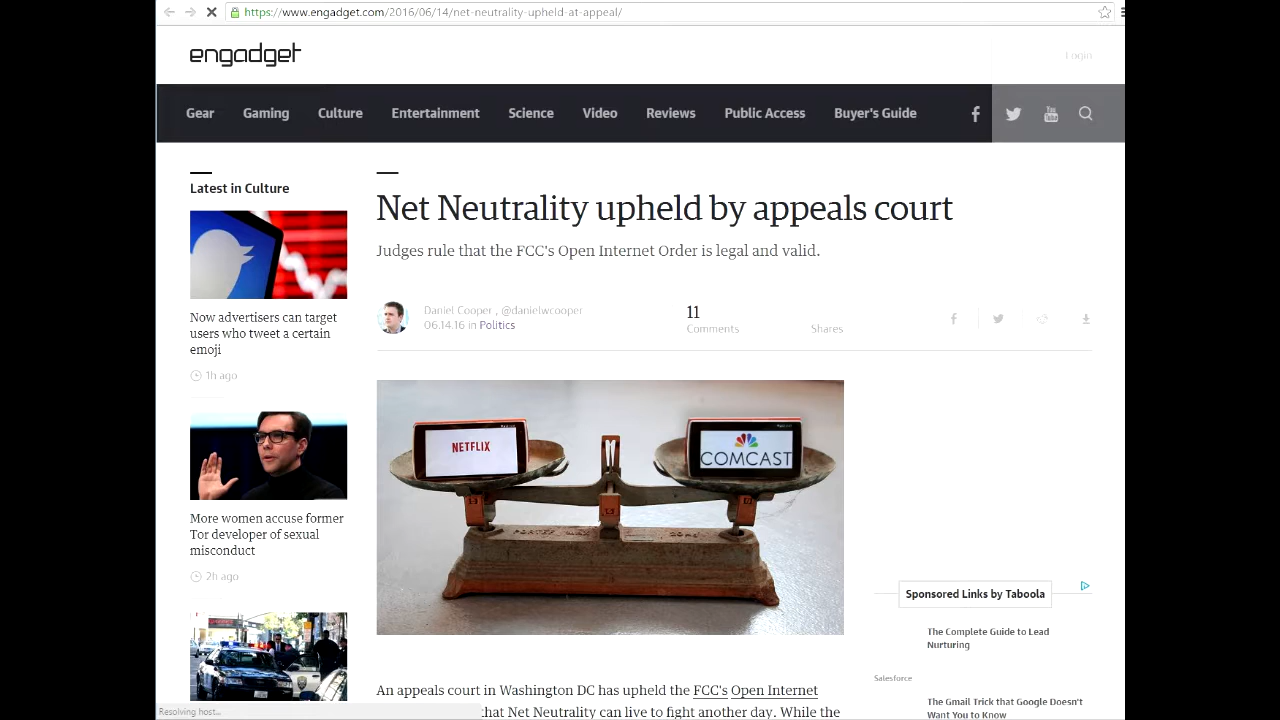 https://www.engadget.com/2016/06/14/net-neutrality-upheld-at-appeal/
engadget
Login
Gear Gaming Culture Entertainment Science Video Reviews Public Access Buyer's Guide
Latest in Culture
Now advertisers can target
users who tweet a certain
emoji
1h ago
More women accuse former
Tor developer of sexual
misconduct
2h ago
Net Neutrality upheld by appeals court
Judges rule that the FCC's Open Internet Order is legal and valid.
Daniel Cooper , @danielwcooper
06.14.16 in Politics
11
Comments
Shares
NETFLIX
COMCAST
An appeals court in Washington DC has upheld the FCC's Open Internet
that Net Neutrality can live to fight another day. While the
Sponsored Links by Taboola
The Complete Guide to Lead
Nurturing
Salesforce
The Gmail Trick that Google Doesn't
Want You to Know
Resolving host...